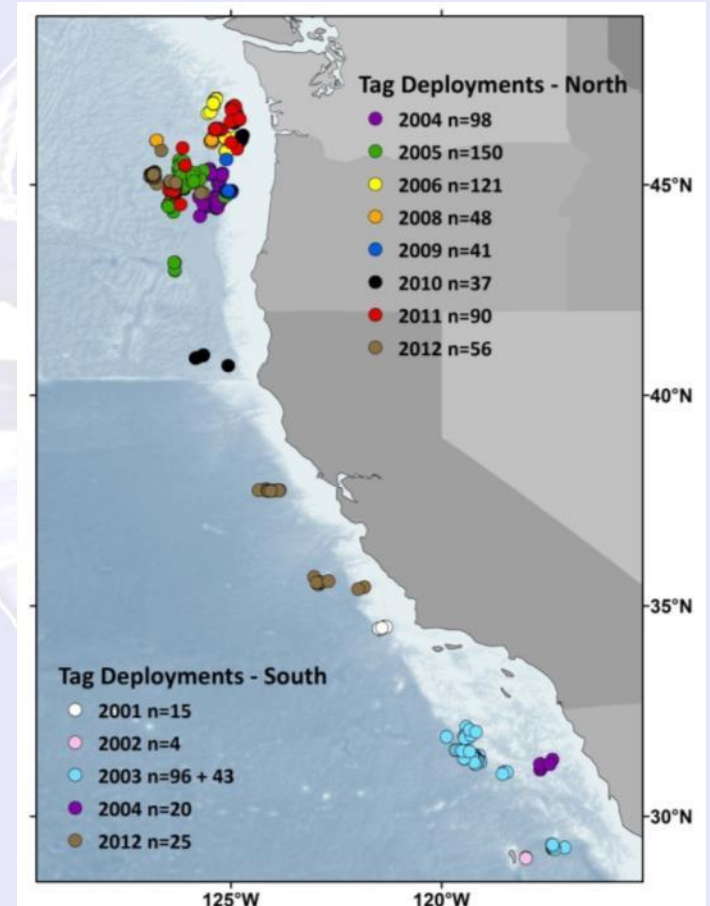 Tag Deployments - North
2004 n=98
2005 n=150
2006 n=121
2008 n=48
2009 n=41
2010 n=37
2011 n=90
2012 n=56
45°N
40°N
35°N
30°N
Tag Deployments - South
2001 n=15
2002 n=4
2003 n=96 + 43
2004 n=20
2012 n=25
125°W
120°W